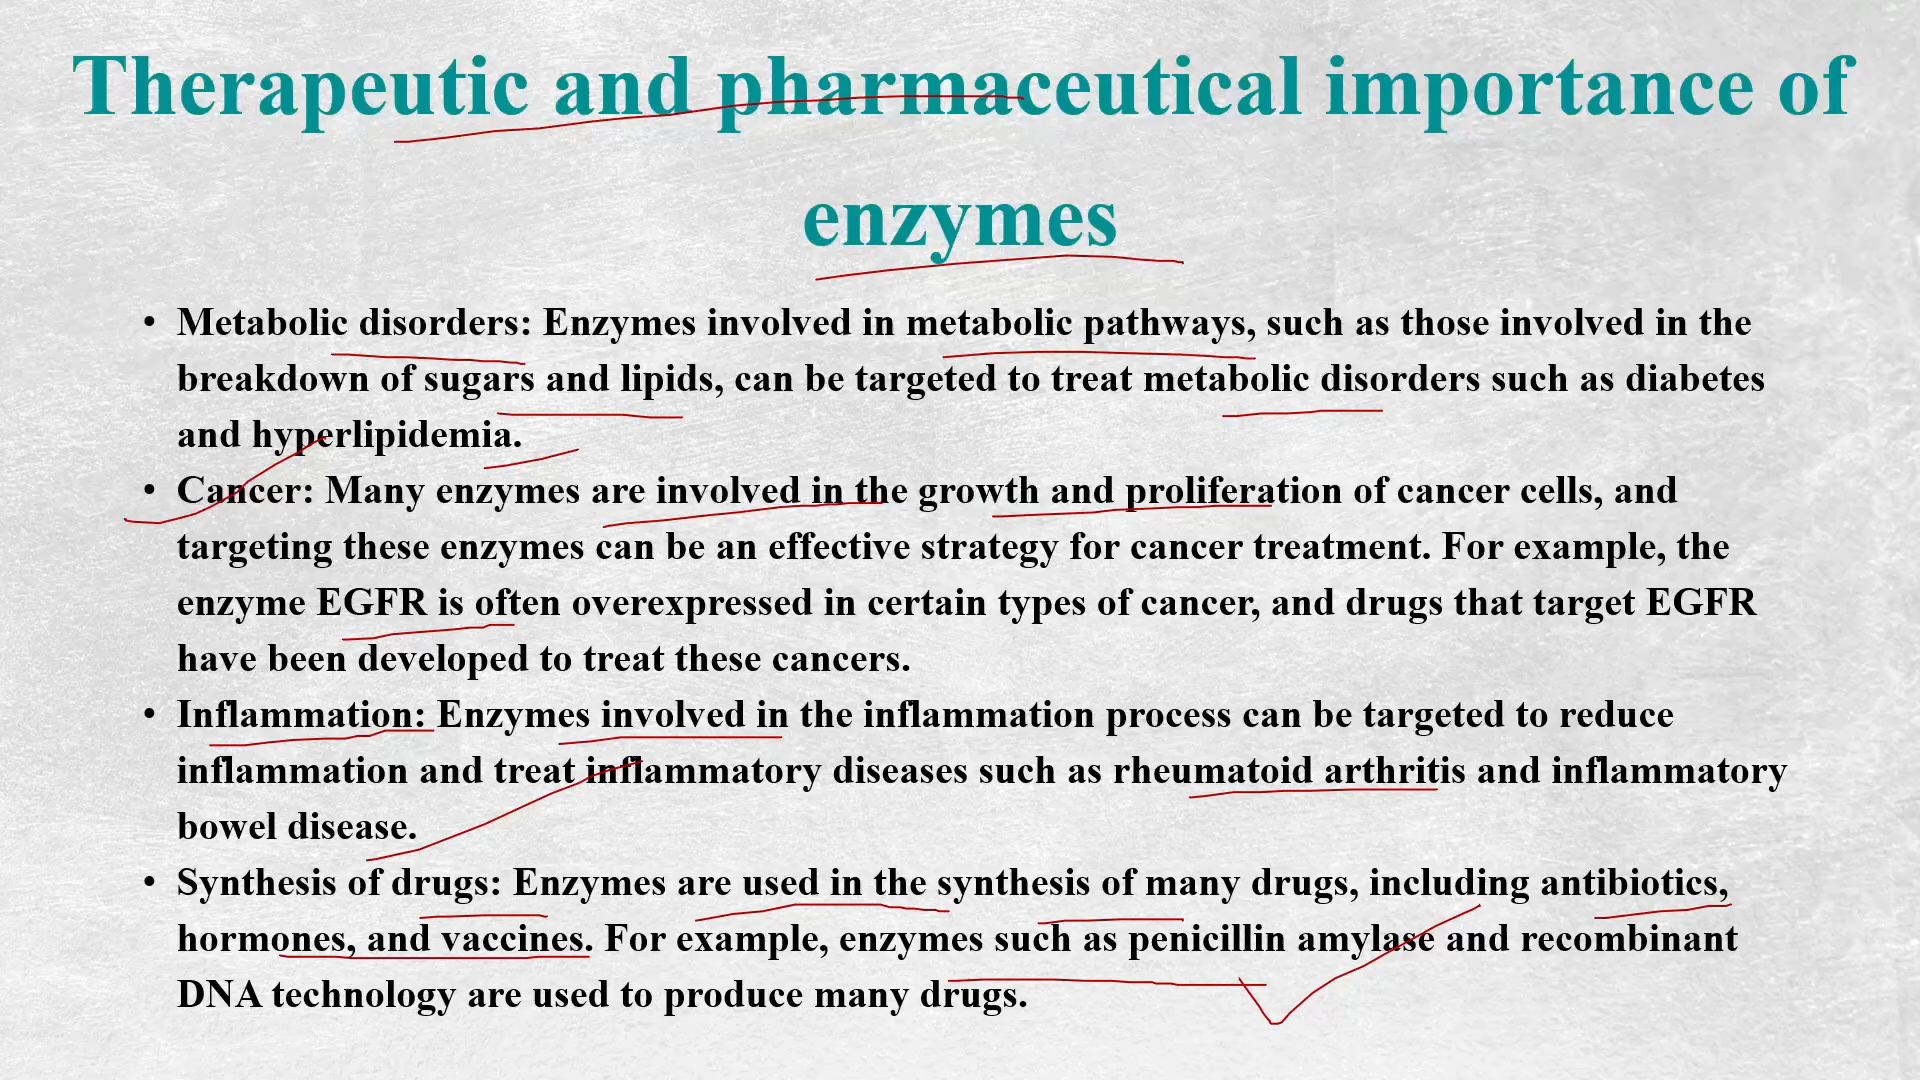 Therapeutic and pharmaceutical importance of
enzymes
• Metabolic disorders: Enzymes involved in metabolic pathways, such as those involved in the
breakdown of sugars and lipids, can be targeted to treat metabolic disorders such as diabetes
and hyperlipidemia.
• Cancer: Many enzymes are involved in the growth and proliferation of cancer cells, and
targeting these enzymes can be an effective strategy for cancer treatment. For example, the
enzyme EGFR is often overexpressed in certain types of cancer, and drugs that target EGFR
have been developed to treat these cancers.
• Inflammation: Enzymes involved in the inflammation process can be targeted to reduce
inflammation and treat inflammatory diseases such as rheumatoid arthritis and inflammatory
bowel disease.
• Synthesis of drugs: Enzymes are used in the synthesis of many drugs, including antibiotics,
hormones, and vaccines. For example, enzymes such as penicillin amylase and recombinant
DNA technology are used to produce many drugs.